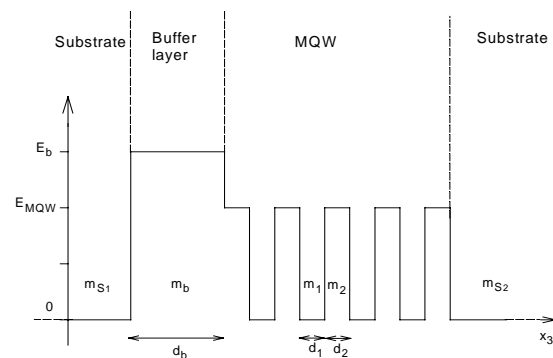 Substrate
Buffer
layer
MQW
Substrate
E_b
E_MQW
0
m_S1
m_b
m_1
m_2
m_S2
x_3
d_b
d_1
d_2